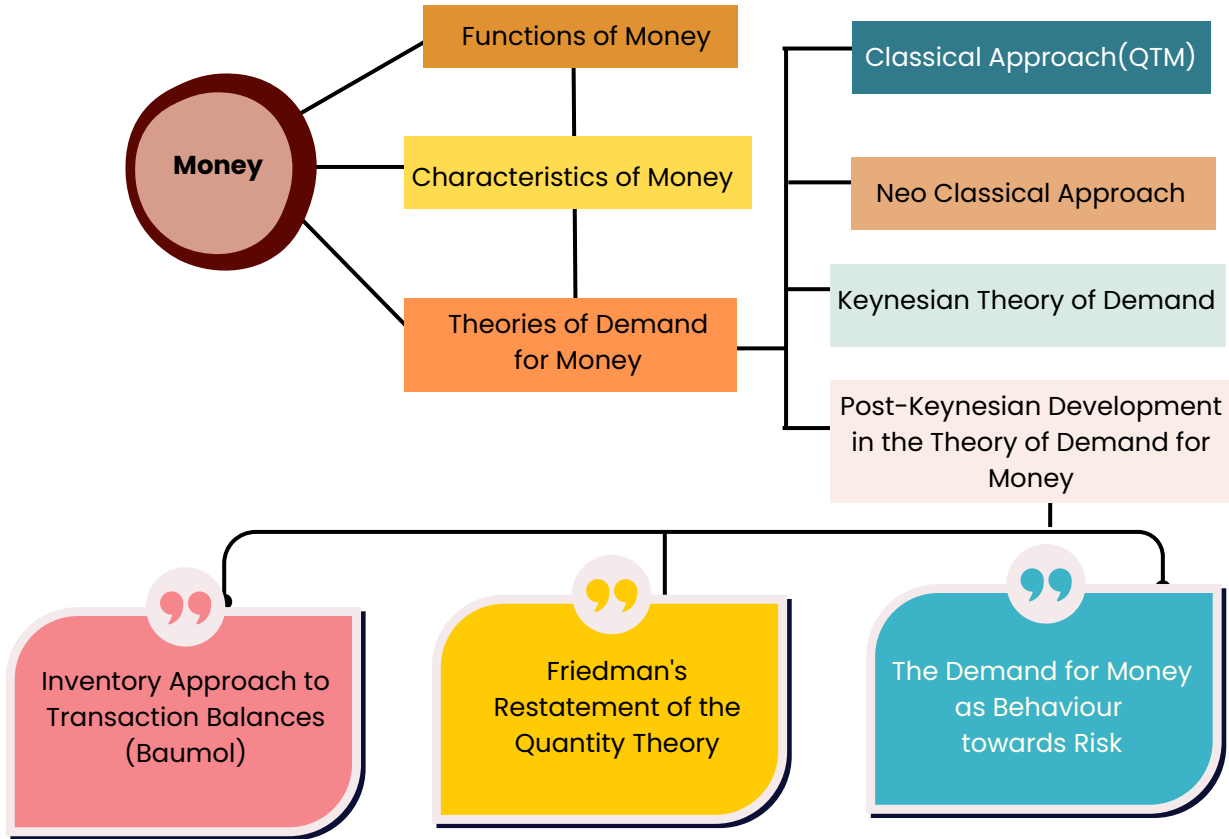 Functions of Money
Classical Approach(QTM)
Money
Characteristics of Money
Neo Classical Approach
Theories of Demand
for Money
Keynesian Theory of Demand
Post-Keynesian Development
in the Theory of Demand for
Money
Inventory Approach to
Transaction Balances
(Baumol)
Friedman's
Restatement of the
Quantity Theory
The Demand for Money
as Behaviour
towards Risk